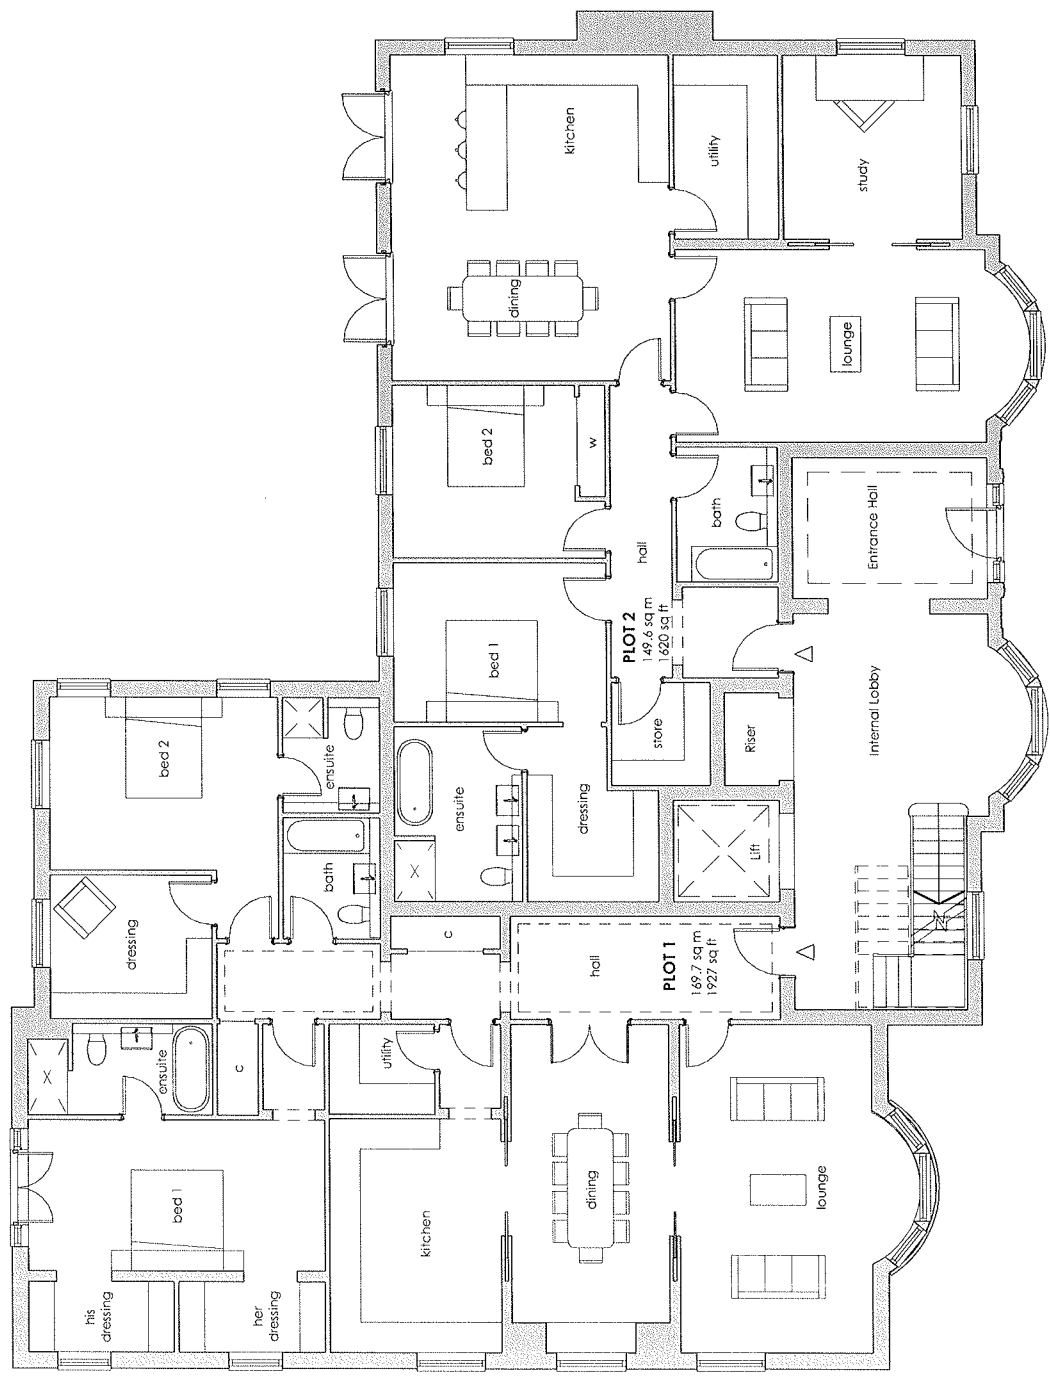 his
dressing
dressing
ensuite
bed 2
bed 1
c
her
dressing
bath
ensuite
utility
kitchen
c
ensuite
bed 1
bed 2
dining
kitchen
dressing
dining
hall
w
hall
PLOT 2
149.6 sq m
1620 sq ft
store
PLOT 1
169.7 sq m
1927 sq ft
bath
utility
Lift
Riser
lounge
lounge
study
Internal Lobby
Entrance Hall